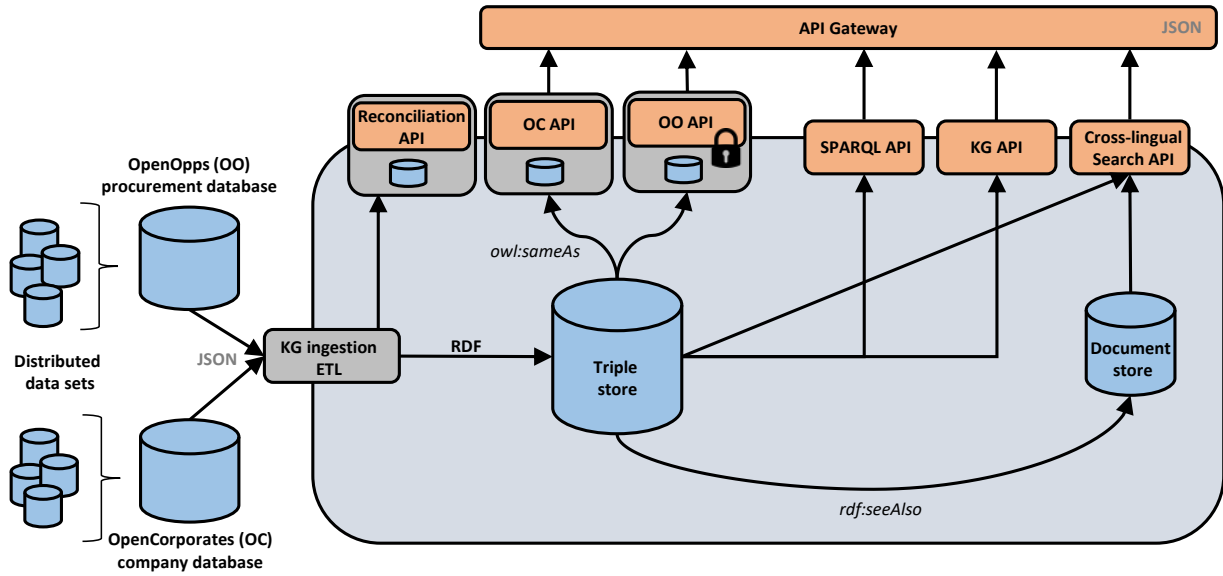 API Gateway
JSON
Reconciliation
API
OC API
OO API
SPARQL API
KG API
Cross-lingual
Search API
OpenOpps (OO)
procurement database
owl:sameAs
Distributed
data sets
JSON
KG ingestion
ETL
RDF
Triple
store
Document
store
rdf:seeAlso
OpenCorporates (OC)
company database